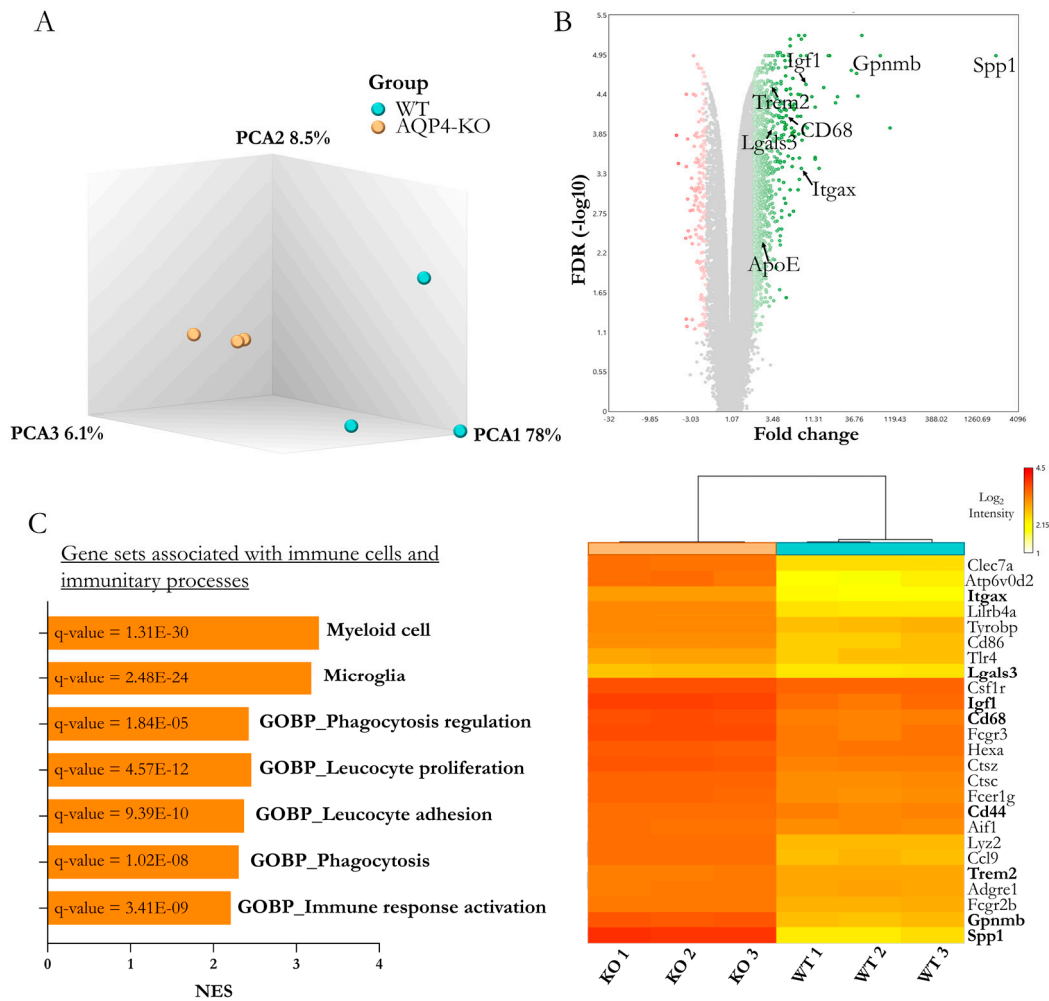 A
Group
WT
AQP4-KO
PCA2 8.5%
PCA3 6.1%
PCA1 78%
B
5.5
4.95
4.4
3.85
3.3
2.75
2.2
1.65
1.1
0.55
0
FDR (-log10)
Igf1
Gpnmb
Spp1
Trem2
CD68
Lgals3
Itgax
ApoE
-32
-9.85
-3.03
1.07
3.48
11.31
36.76
119.43
388.02
1260.69
4096
Fold change
C
Gene sets associated with immune cells and
immunitary processes
q-value = 1.31E-30
Myeloid cell
q-value = 2.48E-24
Microglia
q-value = 1.84E-05
GOBP_Phagocytosis regulation
q-value = 4.57E-12
GOBP_Leucocyte proliferation
q-value = 9.39E-10
GOBP_Leucocyte adhesion
q-value = 1.02E-08
GOBP_Phagocytosis
q-value = 3.41E-09
GOBP_Immune response activation
0
1
2
3
4
NES
Log2
Intensity
4.5
2.15
1
Clec7a
Atp6v0d2
Itgax
Lilrb4a
Tyrobp
Cd86
Tlr4
Lgals3
Csf1r
Igf1
Cd68
Fcgr3
Hexa
Ctsz
Ctsc
Fcer1g
Cd44
Aif1
Lyz2
Ccl9
Trem2
Adgre1
Fcgr2b
Gpnmb
Spp1
KO 1
KO 2
KO 3
WT 1
WT 2
WT 3